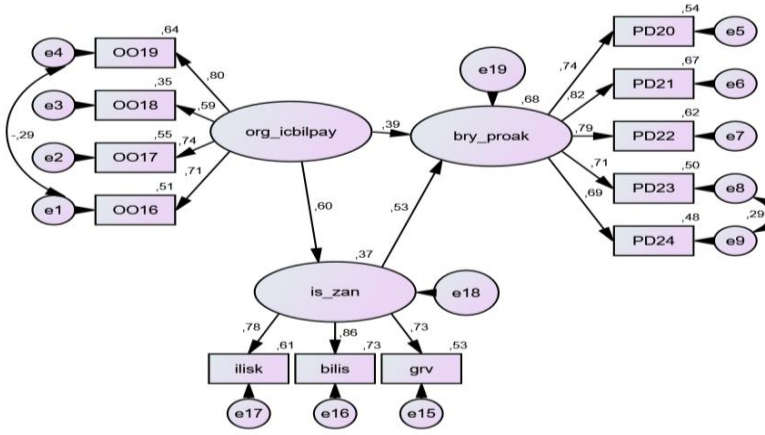 ,64
e4 OO19
,80
,35
e3 OO18
,59
,55
e2 OO17
,74
-,29
,51
,71
e1 OO16
org_icbilpay
,39
,60
e19
,68
bry_proak
,53
,54
PD20 e5
,74
,67
PD21 e6
,82
,62
PD22 e7
,79
,50
PD23 e8
,71
,48
PD24 e9
,69
,29
,37
is_zan
e18
,78
,86
,73
,61
,73
,53
ilisk bilis grv
e17 e16 e15